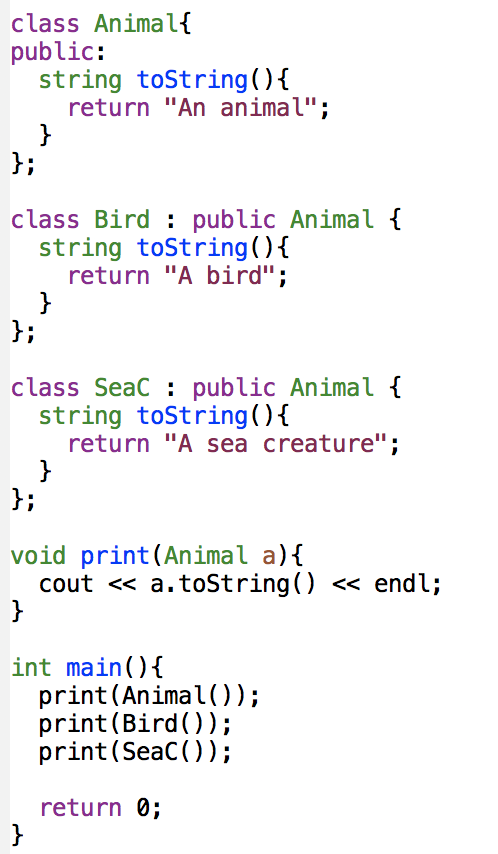 class Animal{
public:
  string toString(){
    return "An animal";
  }
};

class Bird : public Animal {
  string toString(){
    return "A bird";
  }
};

class SeaC : public Animal {
  string toString(){
    return "A sea creature";
  }
};

void print(Animal a){
  cout << a.toString() << endl;
}

int main(){
  print(Animal());
  print(Bird());
  print(SeaC());

  return 0;
}